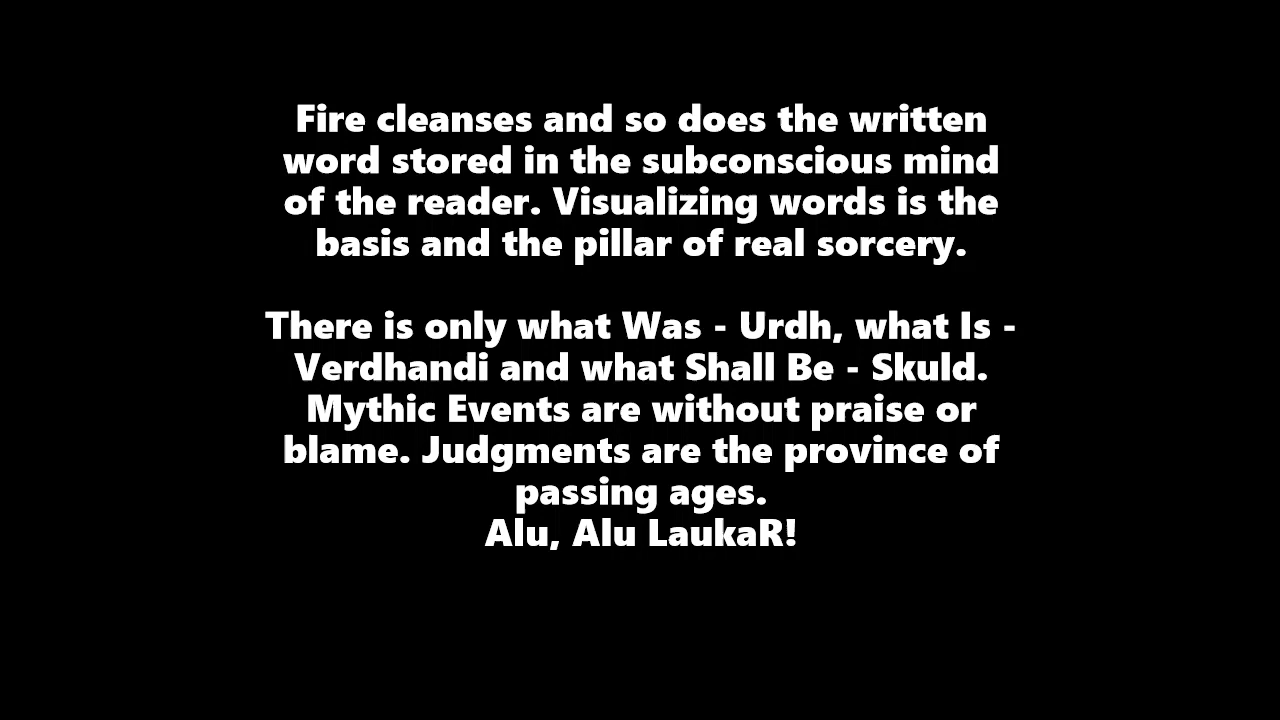 Fire cleanses and so does the written
word stored in the subconscious mind
of the reader. Visualizing words is the
basis and the pillar of real sorcery.
There is only what Was - Urdh, what Is -
Verdhandi and what Shall Be - Skuld.
Mythic Events are without praise or
blame. Judgments are the province of
passing ages.
Alu, Alu LaukaR!